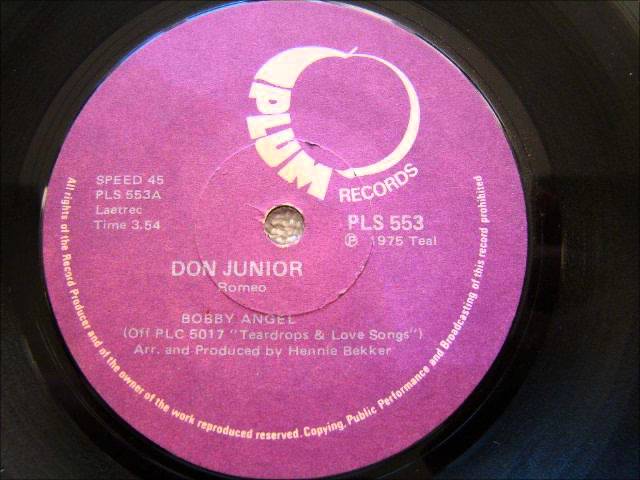 PLUM
RECORDS
SPEED 45
PLS 553A
Laetrec
Time 3.54
PLS 553
Ⓟ 1975 Teal
DON JUNIOR
Romeo
BOBBY ANGEL
(Off PLC 5017 "Teardrops & Love Songs")
Arr. and Produced by Hennie Bekker
All rights of the Record Producer and of the owner of the work reproduced reserved. Copying, Public Performance and Broadcasting of this record prohibited